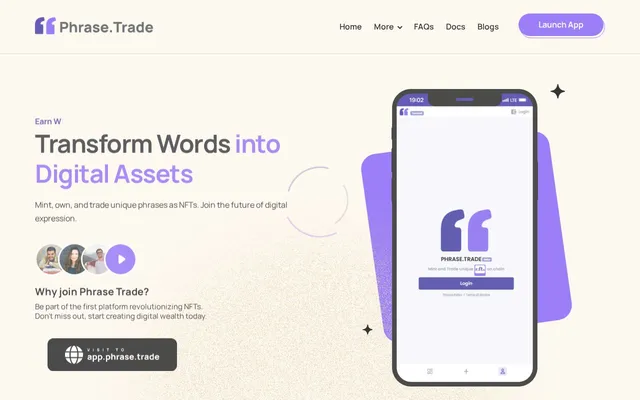 Phrase.Trade
Home More FAQs Docs Blogs Launch App
Earn W
Transform Words into
Digital Assets
Mint, own, and trade unique phrases as NFTs. Join the future of digital
expression.
Why join Phrase Trade?
Be part of the first platform revolutionizing NFTs.
Don't miss out, start creating digital wealth today
VISIT TO
app.phrase.trade
19:02 LTE
Login
PHRASE.TRADE
Mint and Trade unique
Login